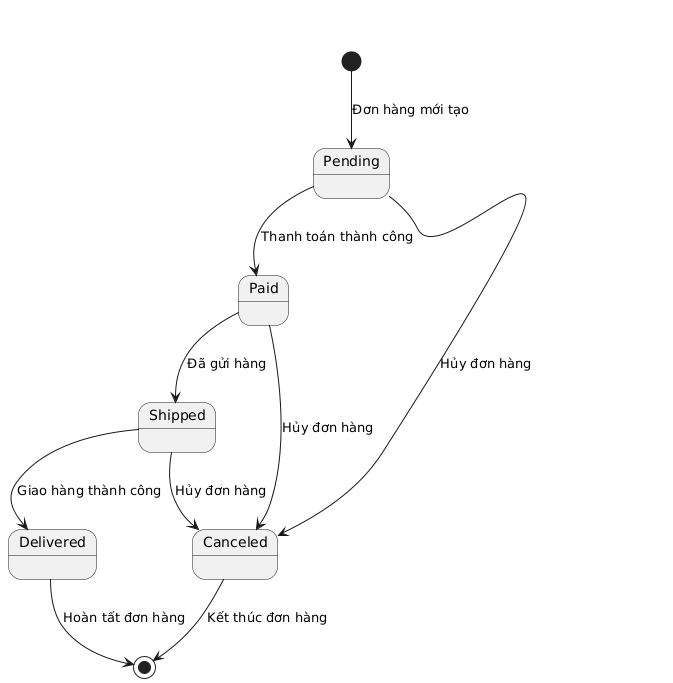 Đơn hàng mới tạo
Pending
Thanh toán thành công
Paid
Đã gửi hàng
Hủy đơn hàng
Shipped
Hủy đơn hàng
Giao hàng thành công
Hủy đơn hàng
Delivered
Canceled
Hoàn tất đơn hàng
Kết thúc đơn hàng